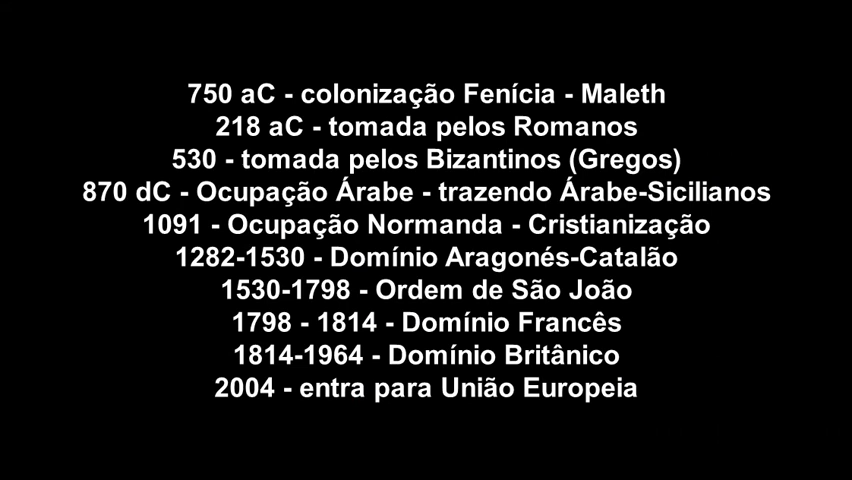 750 aC - colonização Fenícia - Maleth
218 aC - tomada pelos Romanos
530 - tomada pelos Bizantinos (Gregos)
870 dC - Ocupação Árabe - trazendo Árabe-Sicilianos
1091 - Ocupação Normanda - Cristianização
1282-1530 - Domínio Aragonés-Catalão
1530-1798 - Ordem de São João
1798 - 1814 - Domínio Francês
1814-1964 - Domínio Britânico
2004 - entra para União Europeia